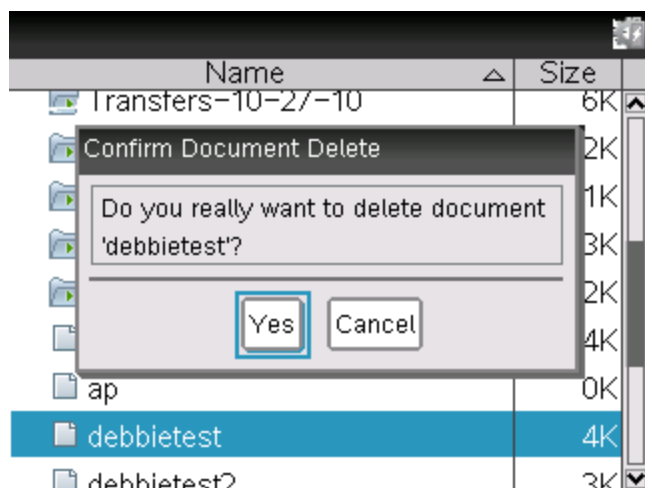 Name Size
Transfers-10-27-10 6K
Confirm Document Delete
2K
Do you really want to delete document
1K
'debbietest'?
3K
2K
Yes Cancel
4K
ap 0K
debbietest 4K
debbietest2 3K